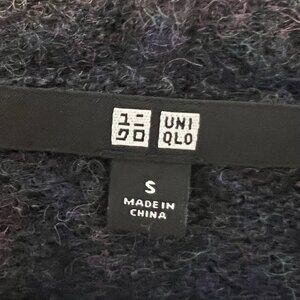 ユニ UNI
クロ QLO
S
MADE IN
CHINA